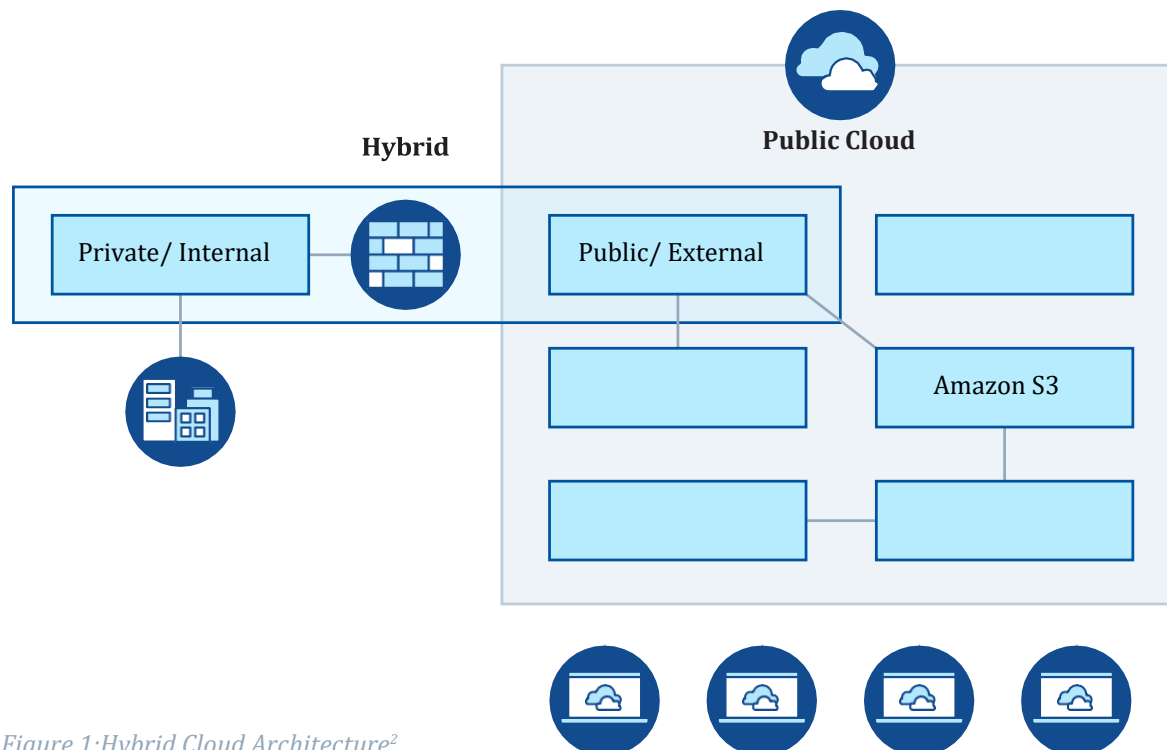 Public Cloud
Hybrid
Private/ Internal
Public/ External
Amazon S3
Figure 1:Hybrid Cloud Architecture2